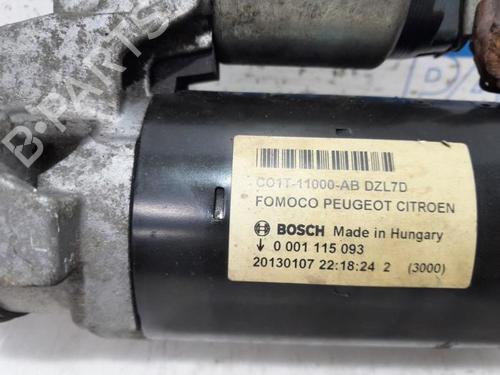 CO1T-11000-AB DZL7D
FOMOCO PEUGEOT CITROEN
BOSCH Made in Hungary
0 001 115 093
20130107 22:18:24 2 (3000)
B-PARTS